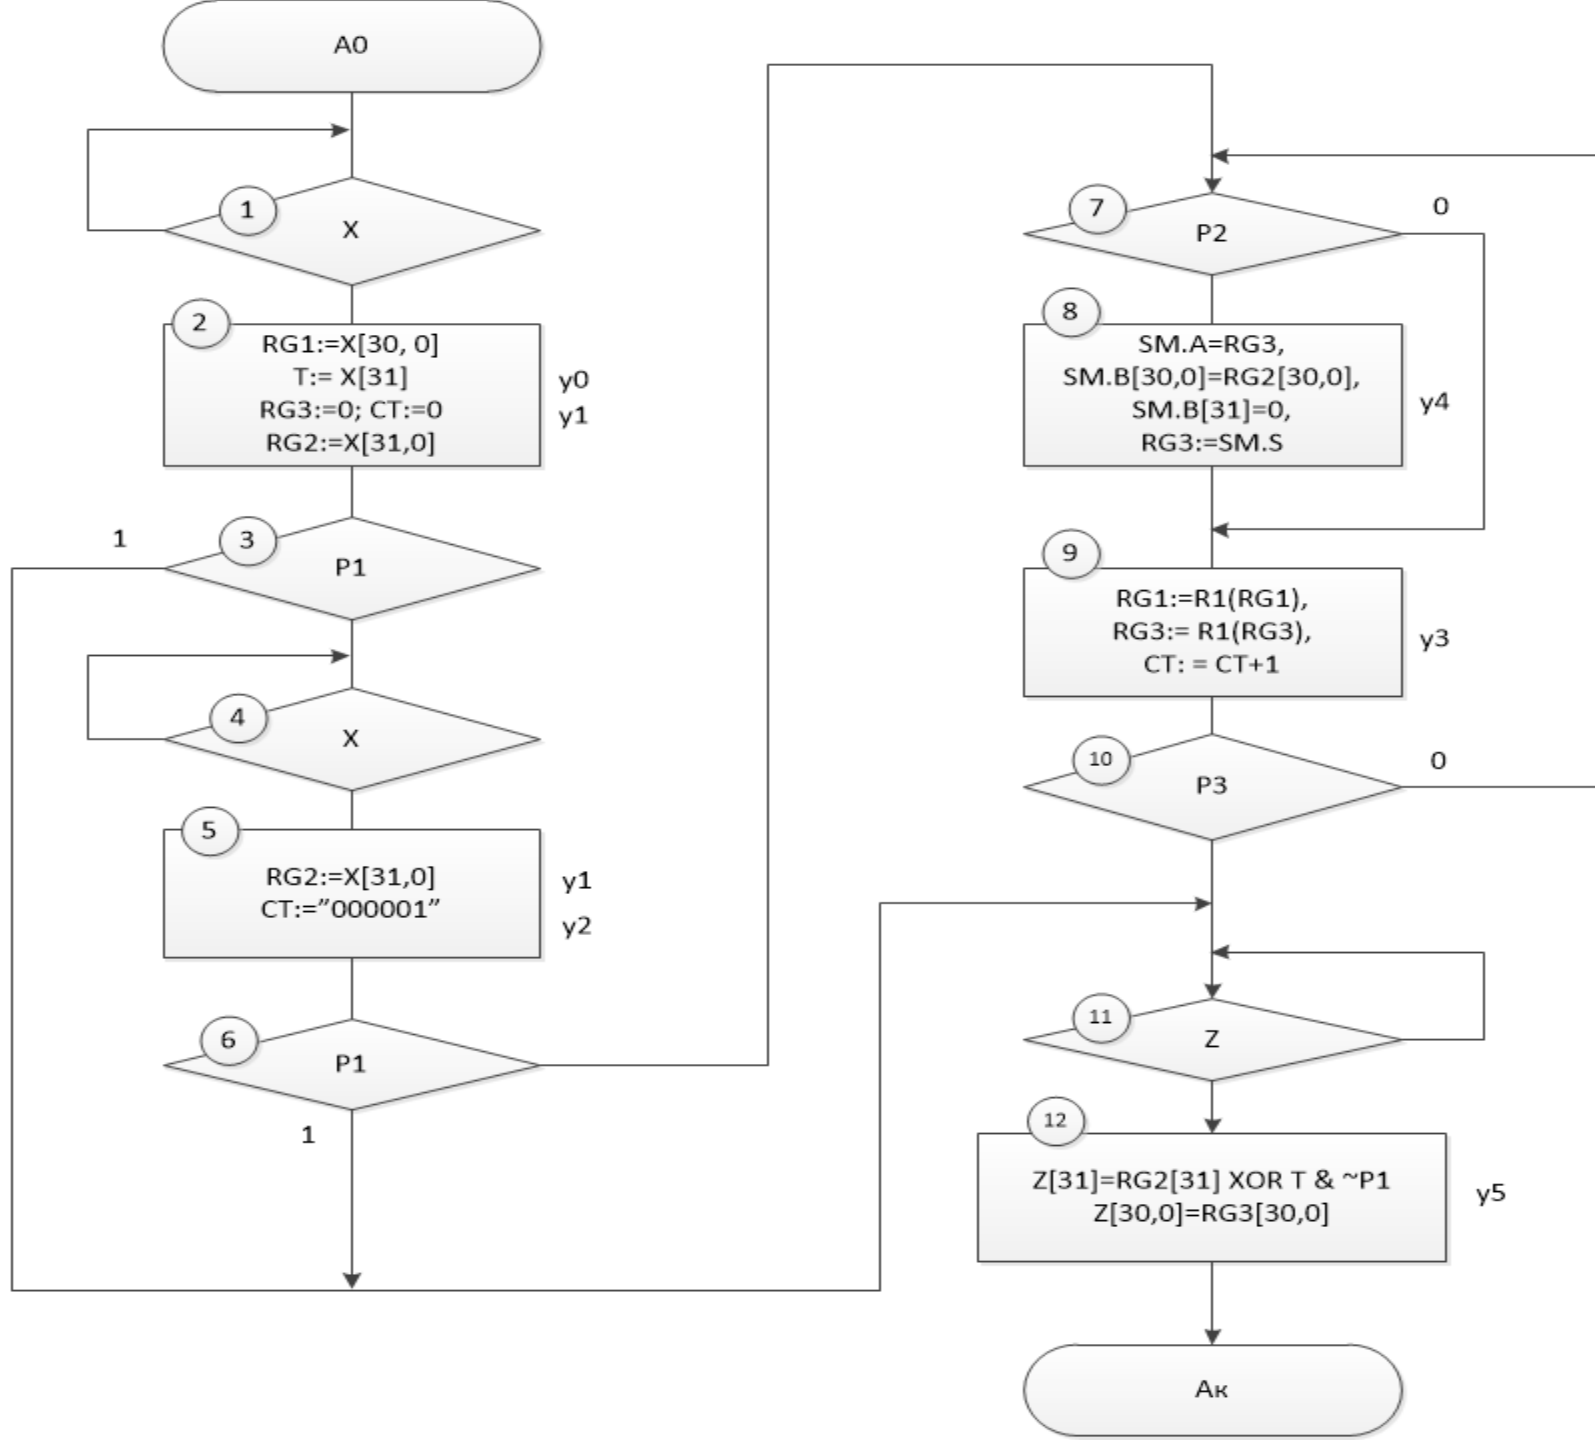 A0
1
X
2
RG1:=X[30, 0]
T:= X[31]
RG3:=0; CT:=0
RG2:=X[31,0]
y0
y1
3
1
P1
4
X
5
RG2:=X[31,0]
CT:=”000001”
y1
y2
6
P1
1
7
P2
0
8
SM.A=RG3,
SM.B[30,0]=RG2[30,0],
SM.B[31]=0,
RG3:=SM.S
y4
9
RG1:=R1(RG1),
RG3:= R1(RG3),
CT: = CT+1
y3
10
P3
0
11
Z
12
Z[31]=RG2[31] XOR T & ~P1
Z[30,0]=RG3[30,0]
y5
Ак